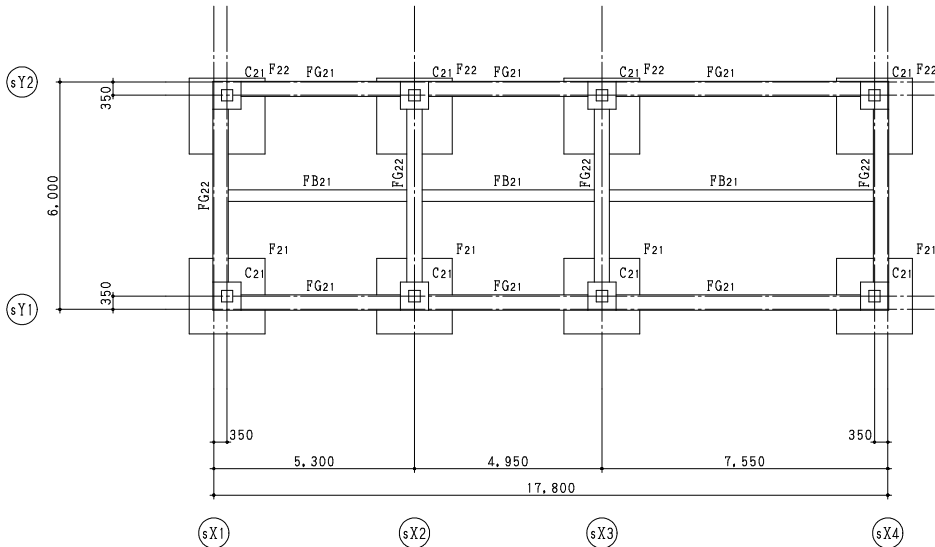 C21 F22 FG21 C21 F22 FG21 C21 F22 FG21 C21 F22
sY2
350
FG22 FG22 FG22 FG22
6,000
FB21 FB21 FB21
F21 F21 F21 F21
C21 C21 C21 C21
FG21 FG21 FG21
350
sY1
350 350
5,300 4,950 7,550
17,800
sX1 sX2 sX3 sX4